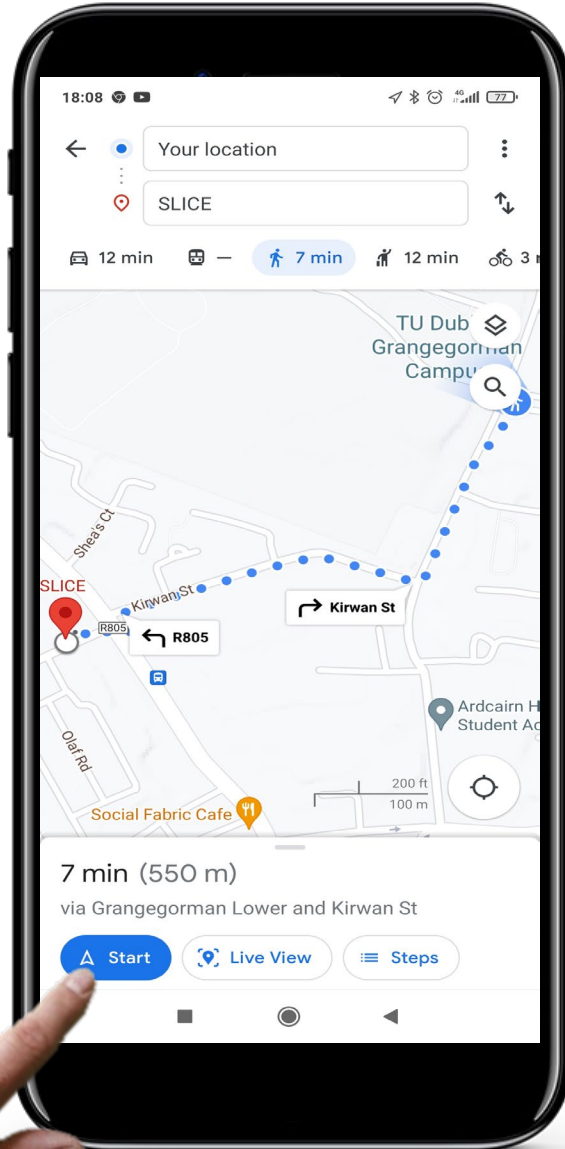 18:08
4G
77
Your location
SLICE
12 min
—
7 min
12 min
3
TU Dub
Grangegorman
Campu
Shea's Ct
SLICE
Kirwan St
Kirwan St
R805
R805
Ardcairn H
Student Ac
Olaf Rd
200 ft
100 m
Social Fabric Cafe
7 min (550 m)
via Grangegorman Lower and Kirwan St
Start
Live View
Steps